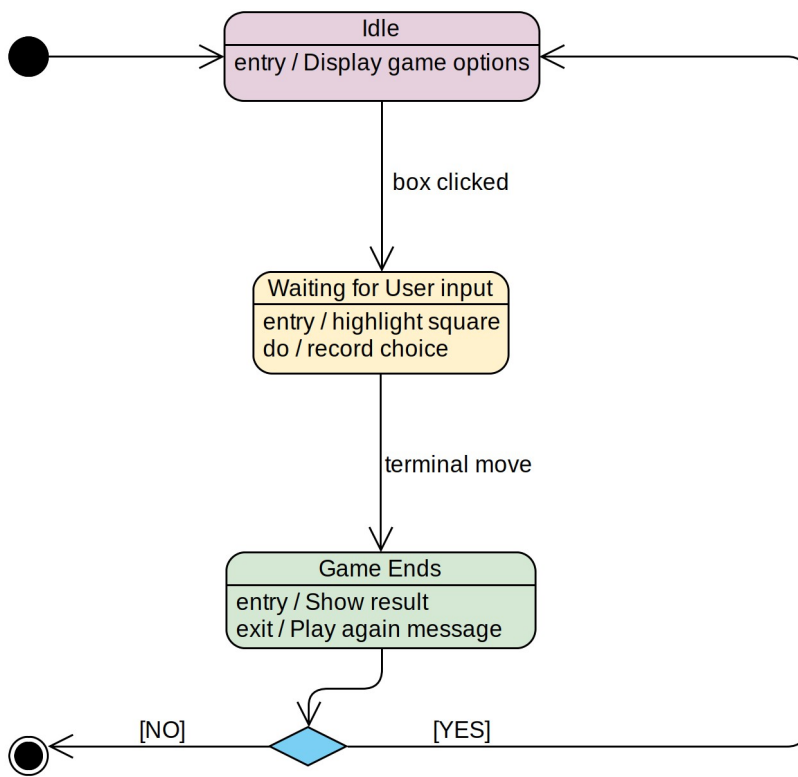 Idle
entry / Display game options
box clicked
Waiting for User input
entry / highlight square
do / record choice
terminal move
Game Ends
entry / Show result
exit / Play again message
[NO]
[YES]